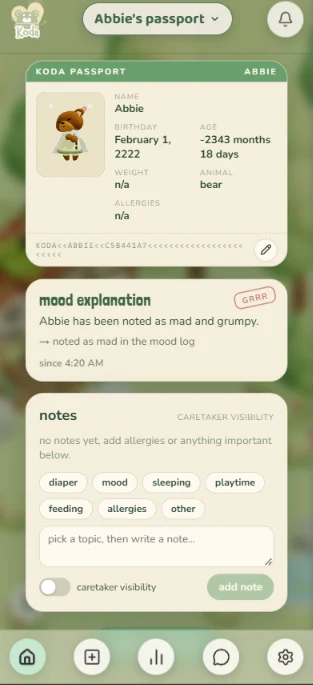 Koda
Abbie's passport
KODA PASSPORT
ABBIE
NAME
Abbie
BIRTHDAY
February 1,
2222
AGE
-2343 months
18 days
WEIGHT
n/a
ANIMAL
bear
ALLERGIES
n/a
KODA<<ABBIE<<C58441A7<<<<<<<<<<<<<<<<<<
<<<<<
mood explanation
GRRR
Abbie has been noted as mad and grumpy.
→ noted as mad in the mood log
since 4:20 AM
notes
CARETAKER VISIBILITY
no notes yet, add allergies or anything important
below.
diaper
mood
sleeping
playtime
feeding
allergies
other
pick a topic, then write a note...
caretaker visibility
add note